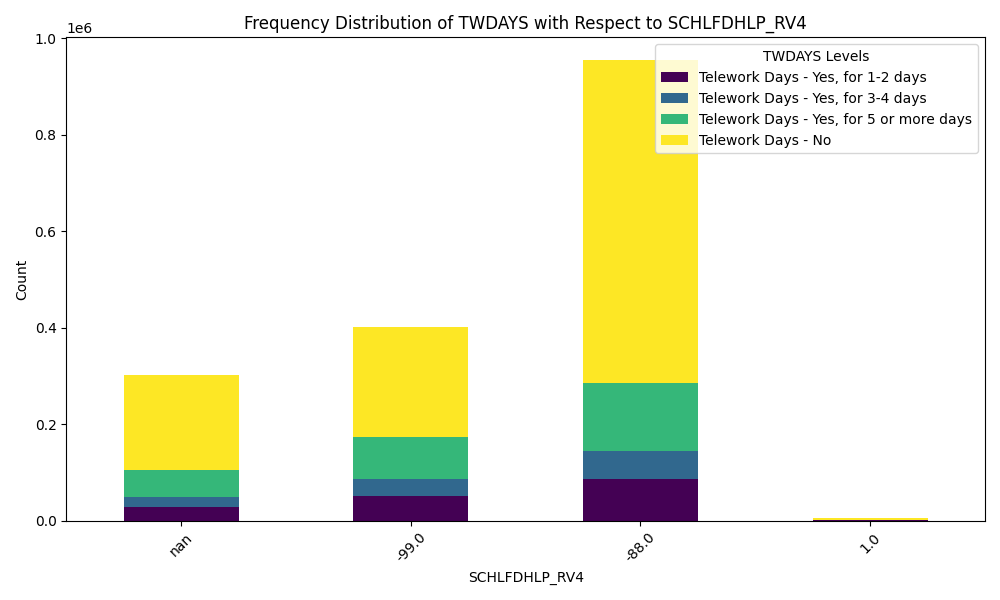 Frequency Distribution of TWDAYS with Respect to SCHLFDHLP_RV4
1e6
1.0
0.8
0.6
0.4
0.2
0.0
Count
TWDAYS Levels
Telework Days - Yes, for 1-2 days
Telework Days - Yes, for 3-4 days
Telework Days - Yes, for 5 or more days
Telework Days - No
nan
-99.0
-88.0
1.0
SCHLFDHLP_RV4